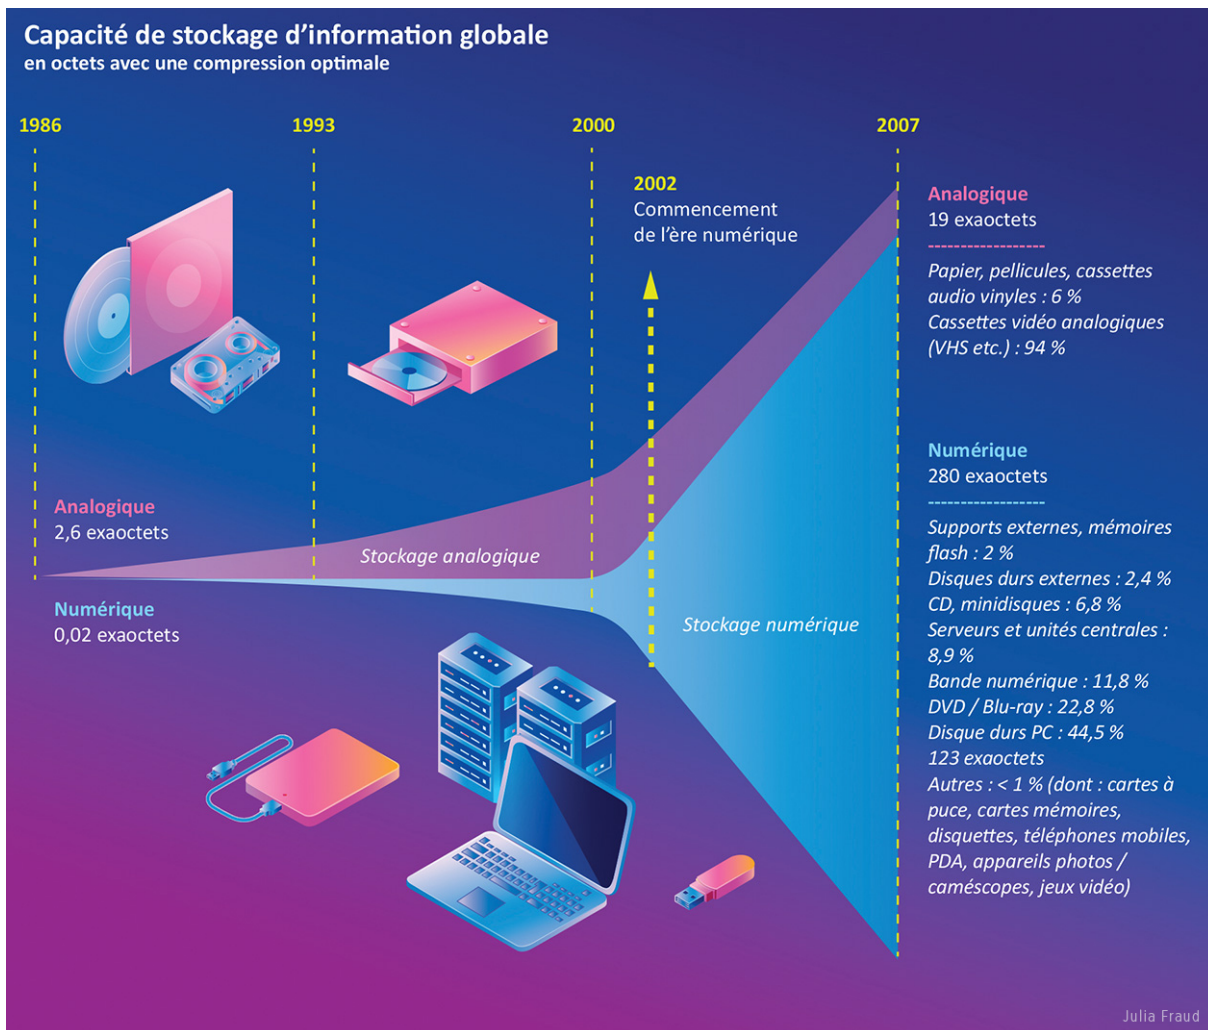 Capacité de stockage d’information globale
en octets avec une compression optimale
1986
1993
2000
2007
2002
Commencement
de l’ère numérique
Analogique
2,6 exaoctets
Numérique
0,02 exaoctets
Stockage analogique
Stockage numérique
Analogique
19 exaoctets
Papier, pellicules, cassettes
audio vinyles : 6 %
Cassettes vidéo analogiques
(VHS etc.) : 94 %
Numérique
280 exaoctets
Supports externes, mémoires
flash : 2 %
Disques durs externes : 2,4 %
CD, minidisques : 6,8 %
Serveurs et unités centrales :
8,9 %
Bande numérique : 11,8 %
DVD / Blu-ray : 22,8 %
Disque durs PC : 44,5 %
123 exaoctets
Autres : < 1 % (dont : cartes à
puce, cartes mémoires,
disquettes, téléphones mobiles,
PDA, appareils photos /
caméscopes, jeux vidéo)
Julia Fraud